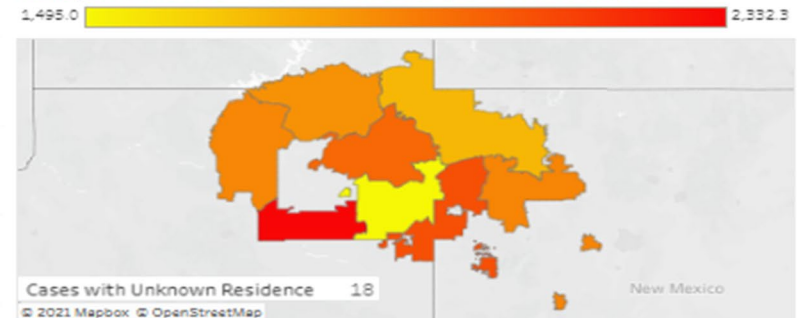 1,495.0 2,332.3
New Mexico
Cases with Unknown Residence 18
© 2021 Mapbox © OpenStreetMap